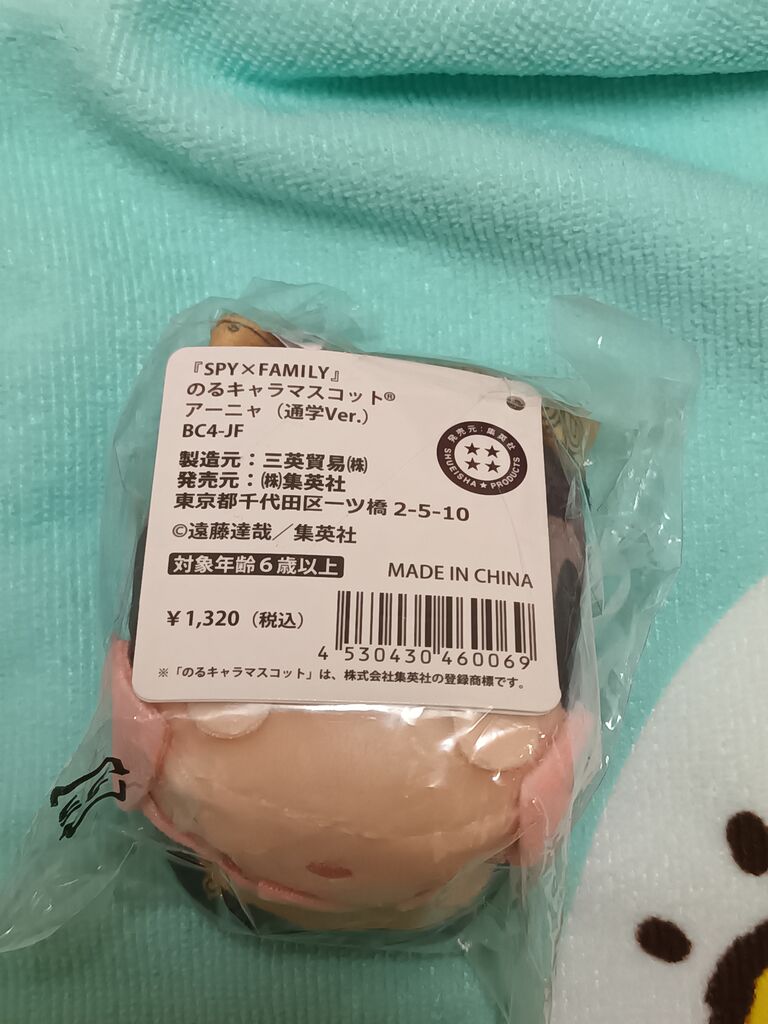 『SPY×FAMILY』
のるキャラマスコット®
アーニャ（通学Ver.）
BC4-JF
発売元：集英社
SHUEISHA★PRODUCTS
製造元：三英貿易㈱
発売元：㈱集英社
東京都千代田区一ツ橋 2-5-10
©遠藤達哉／集英社
対象年齢６歳以上
MADE IN CHINA
￥1,320（税込）
4 530430 460069
※「のるキャラマスコット」は、株式会社集英社の登録商標です。